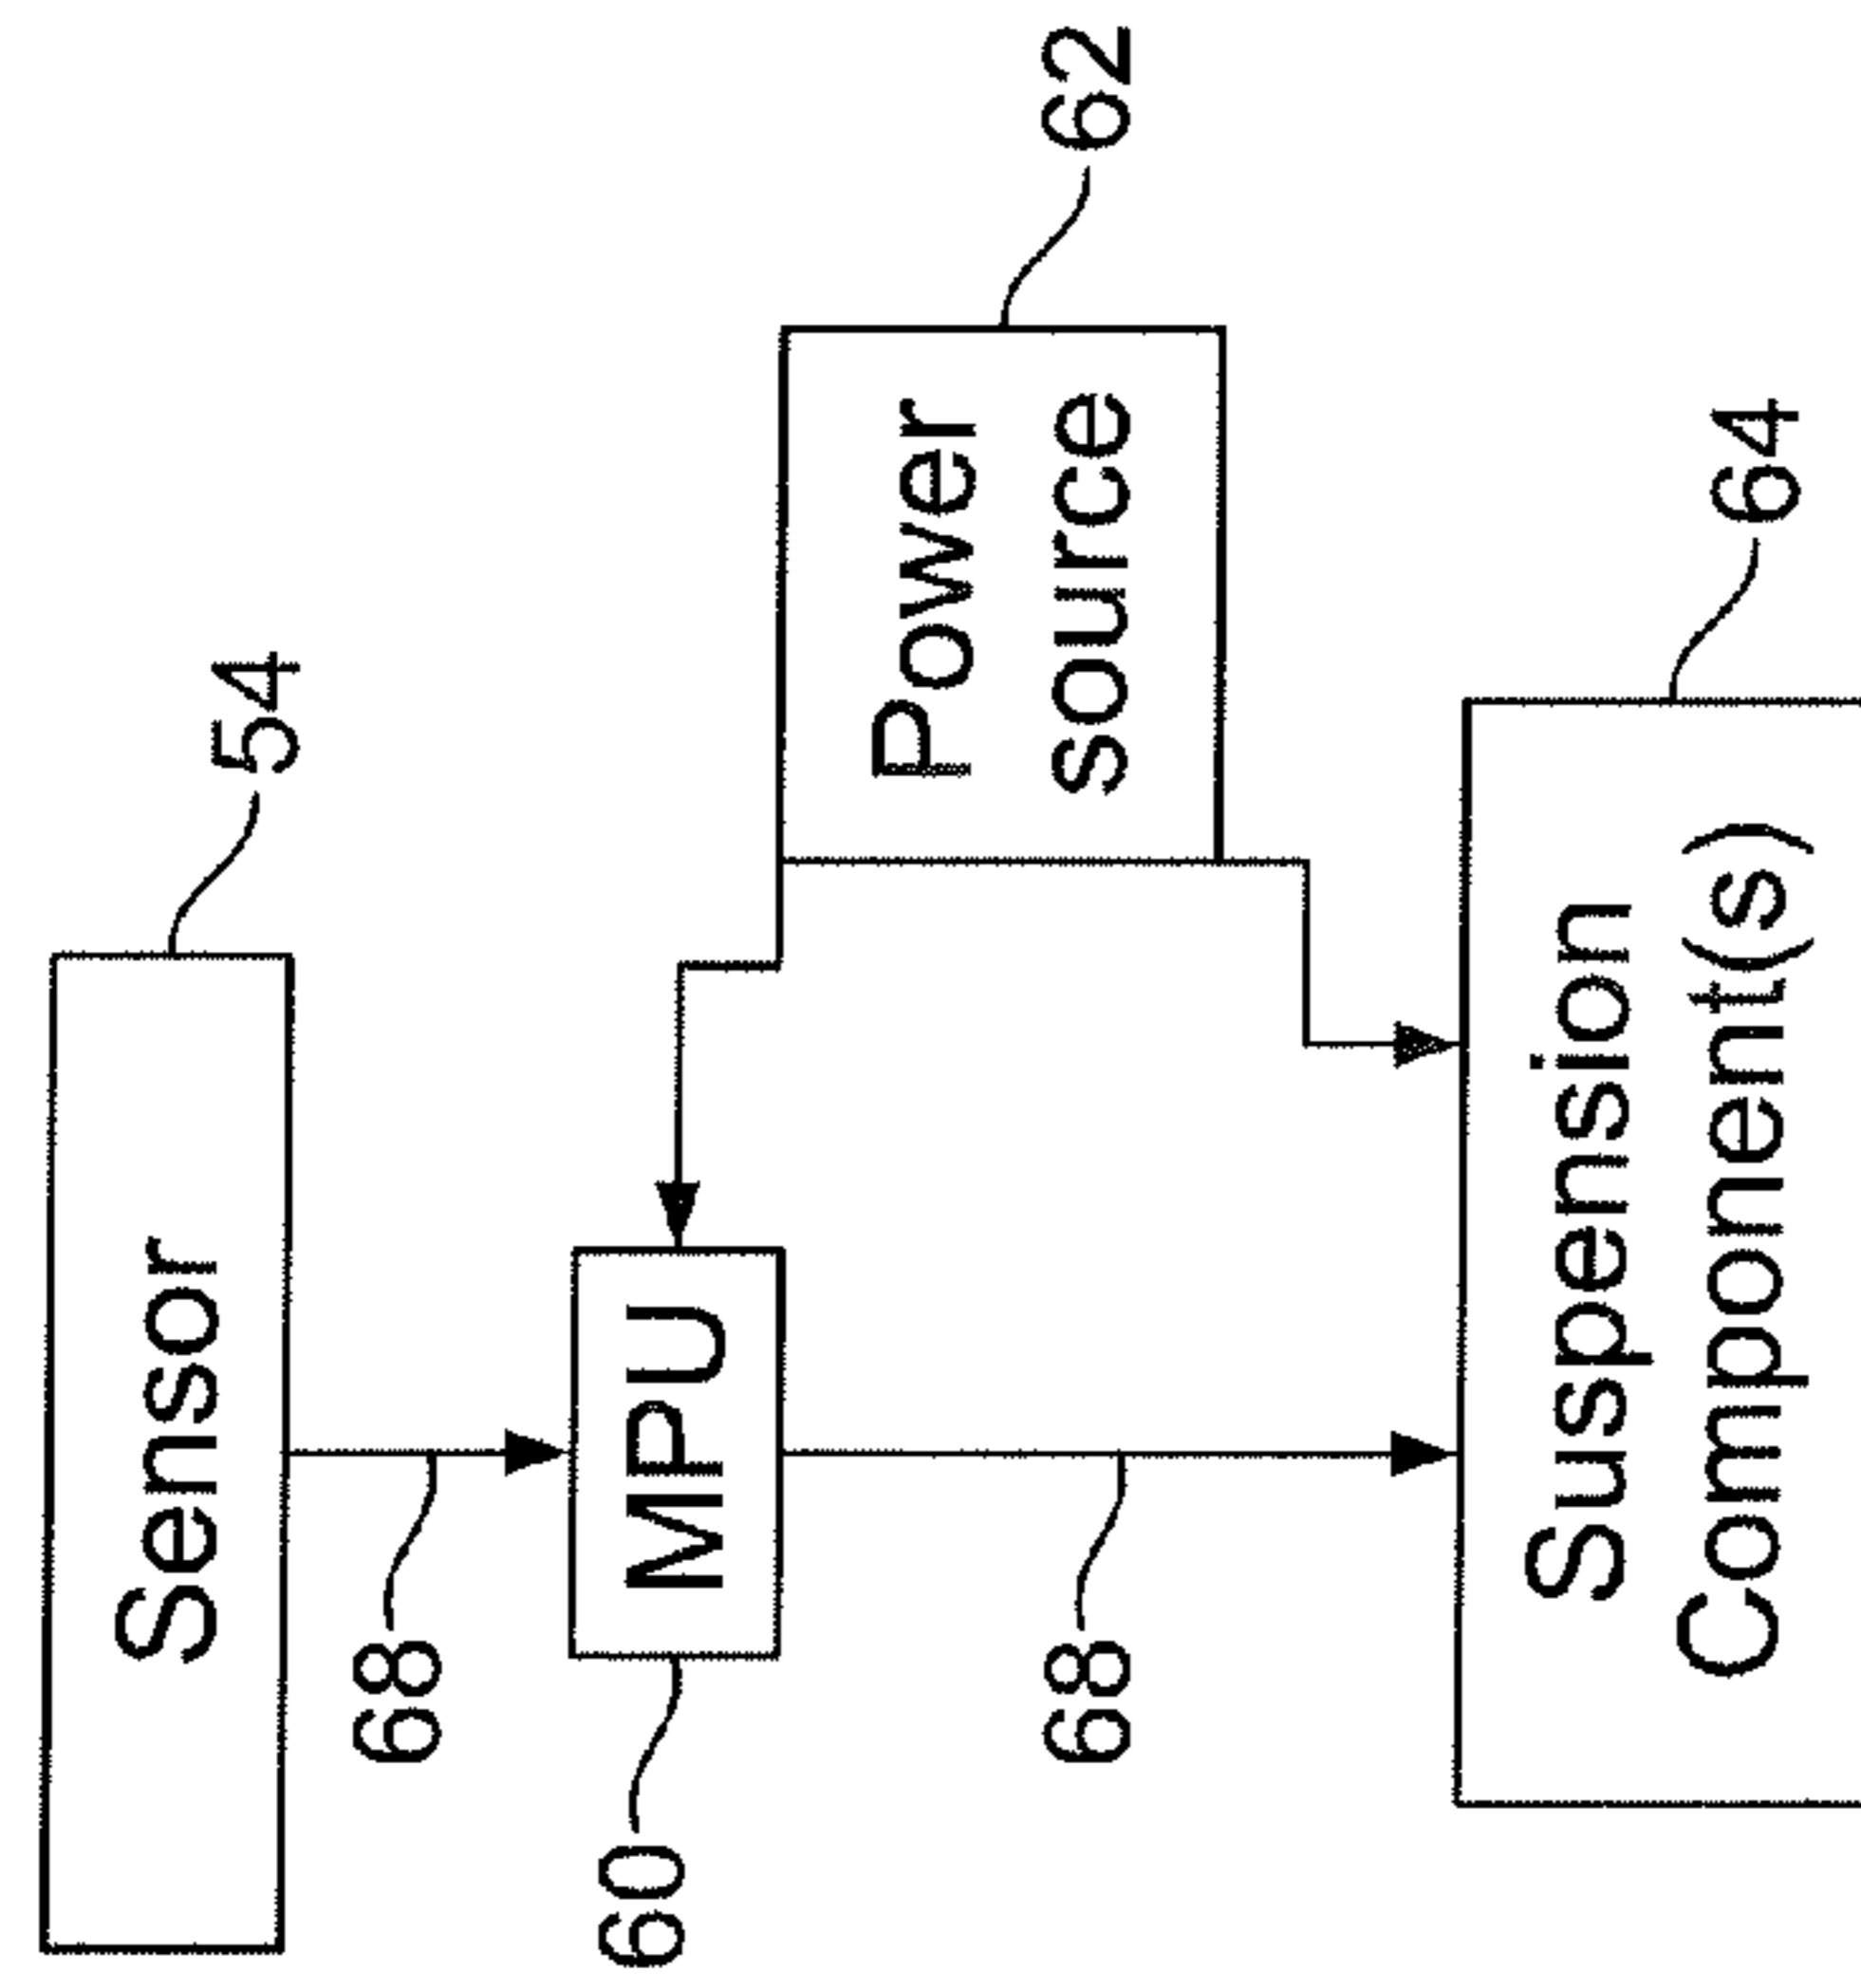 Sensor
54
68
60
MPU
Power
source
62
68
Suspension
Component(s)
64